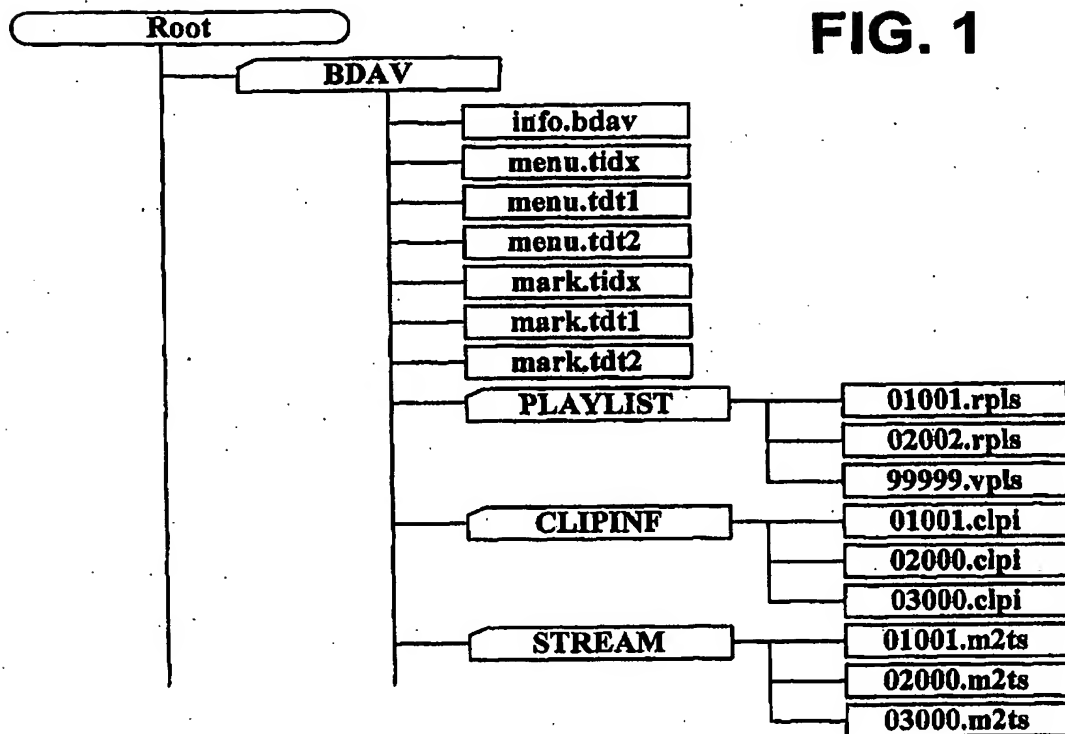 FIG. 1
Root
BDAV
info.bdav
menu.tidx
menu.tdt1
menu.tdt2
mark.tidx
mark.tdt1
mark.tdt2
PLAYLIST
01001.rpls
02002.rpls
99999.vpls
CLIPINF
01001.clpi
02000.clpi
03000.clpi
STREAM
01001.m2ts
02000.m2ts
03000.m2ts